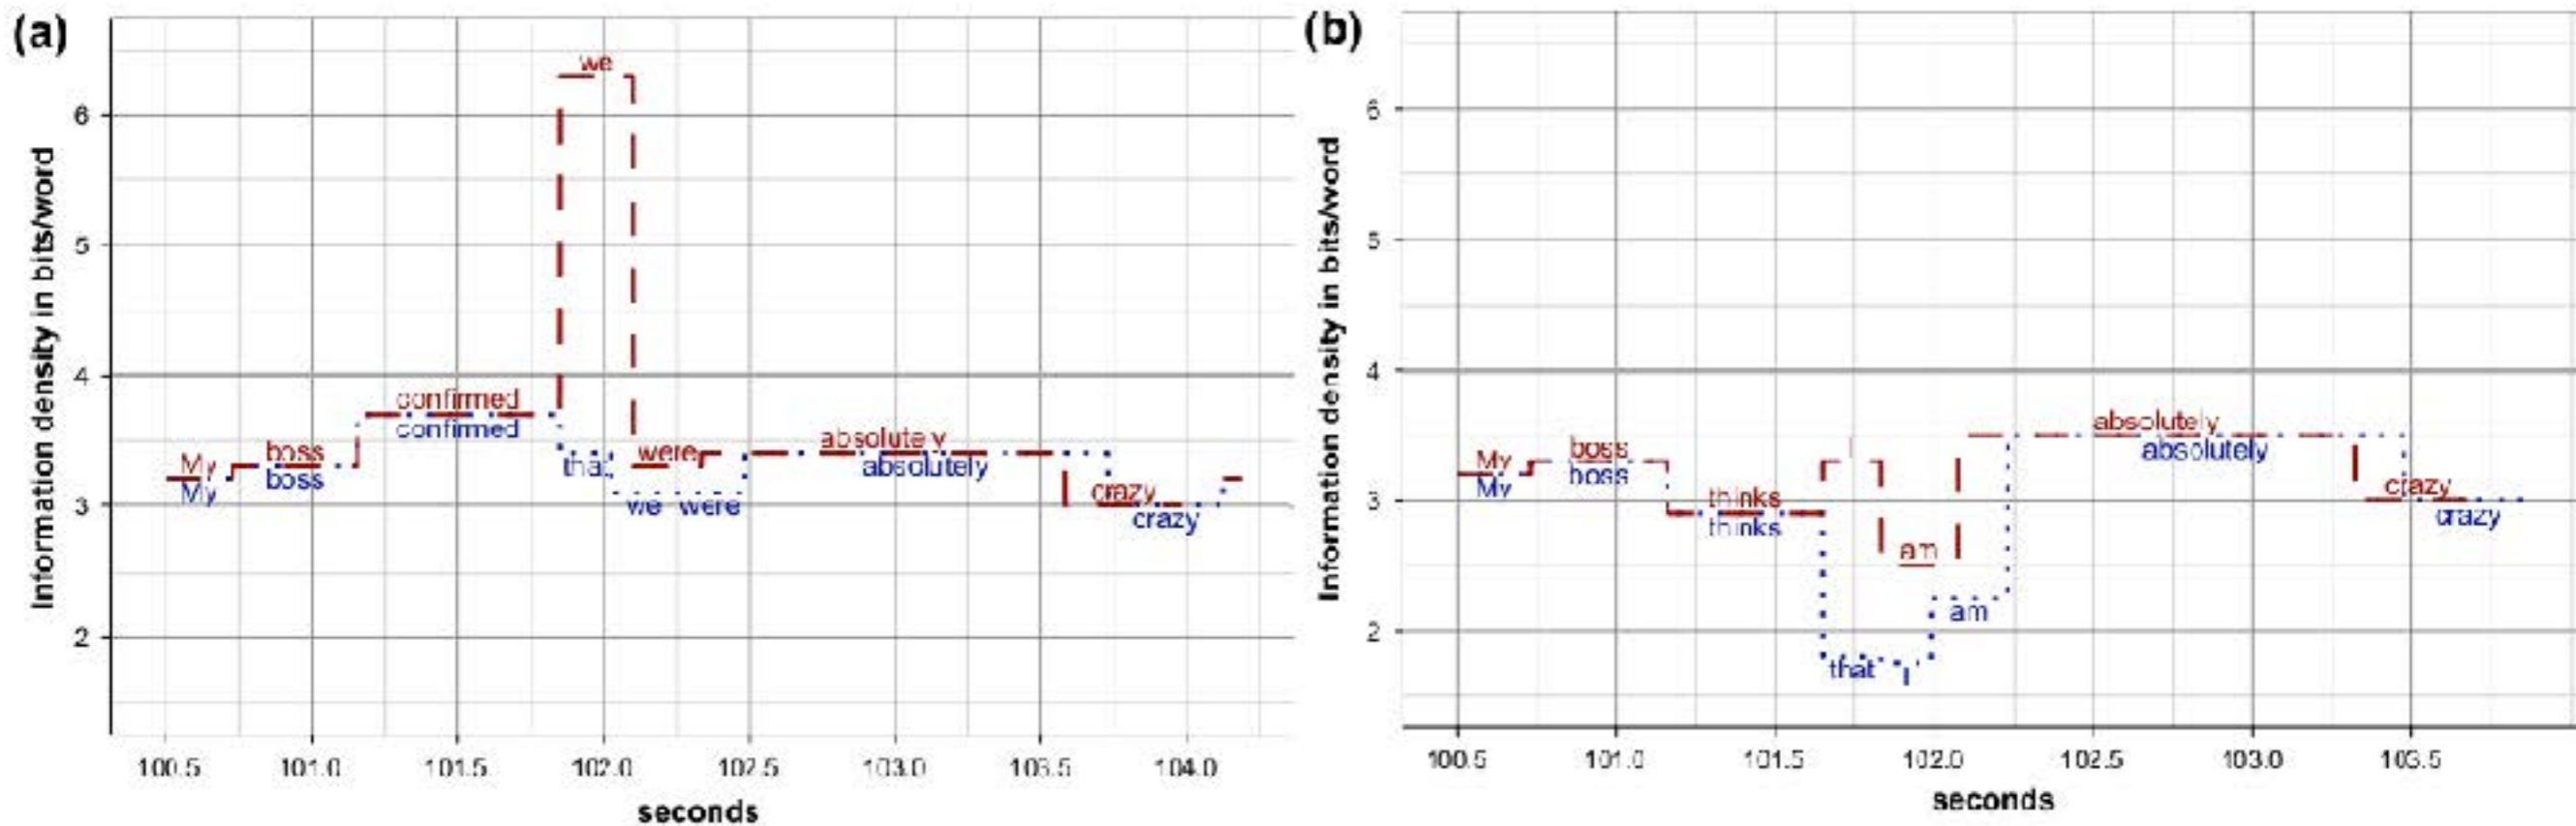 (a)
Information density in bits/word
6
5
4
3
2
we
confirmed
confirmed
My
My
boss
boss
that
we were
were
absolutely
absolutely
crazy
crazy
100.5 101.0 101.5 102.0 102.5 103.0 103.5 104.0
seconds
(b)
Information density in bits/word
6
5
4
3
2
My
My
boss
boss
thinks
thinks
I
am
that
I
am
absolutely
absolutely
crazy
crazy
100.5 101.0 101.5 102.0 102.5 103.0 103.5
seconds